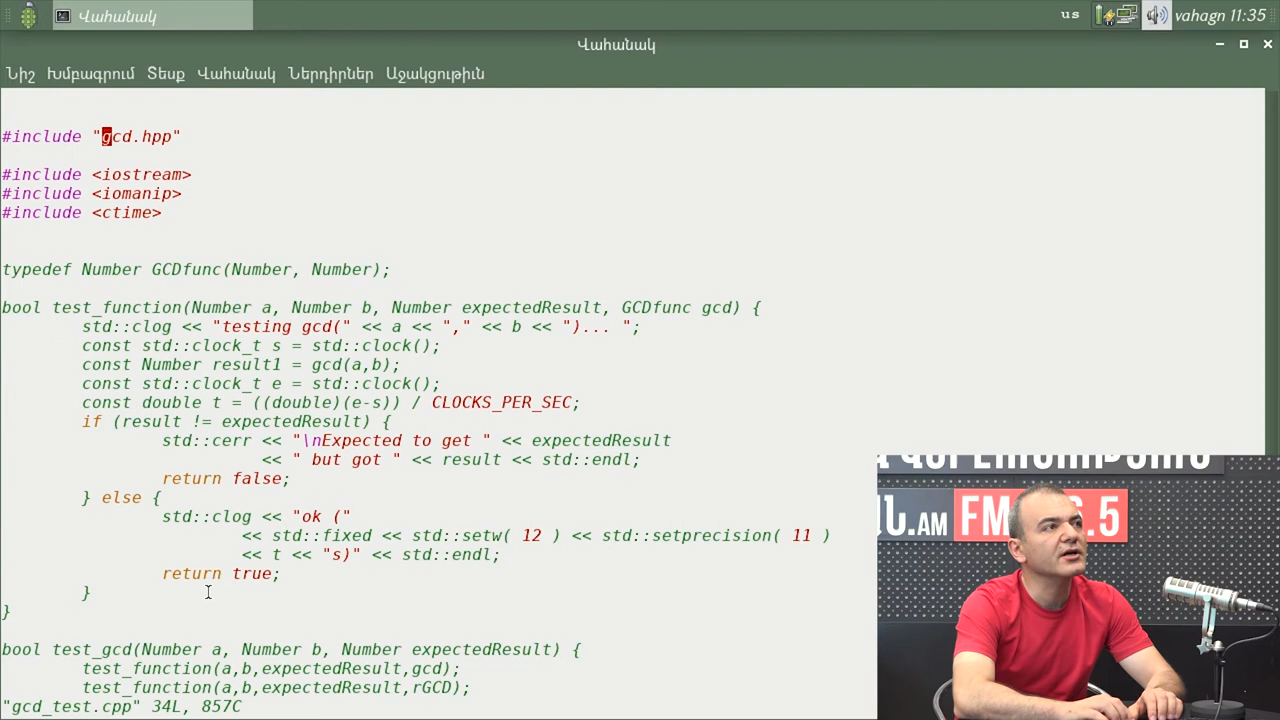 Վահանակ
us
vahagn 11:35
Վահանակ
Նիշ Խմբագրում Տեսք Վահանակ Ներդիրներ Աջակցութիւն
#include "gcd.hpp"
#include <iostream>
#include <iomanip>
#include <ctime>
typedef Number GCDfunc(Number, Number);
bool test_function(Number a, Number b, Number expectedResult, GCDfunc gcd) {
std::clog << "testing gcd(" << a << "," << b << ")... ";
const std::clock_t s = std::clock();
const Number result1 = gcd(a,b);
const std::clock_t e = std::clock();
const double t = ((double)(e-s)) / CLOCKS_PER_SEC;
if (result != expectedResult) {
std::cerr << "\nExpected to get " << expectedResult
<< " but got " << result << std::endl;
return false;
} else {
std::clog << "ok ("
<< std::fixed << std::setw( 12 ) << std::setprecision( 11 )
<< t << "s)" << std::endl;
return true;
}
}
bool test_gcd(Number a, Number b, Number expectedResult) {
test_function(a,b,expectedResult,gcd);
test_function(a,b,expectedResult,rGCD);
"gcd_test.cpp" 34L, 857C
.AM
FM
6.5